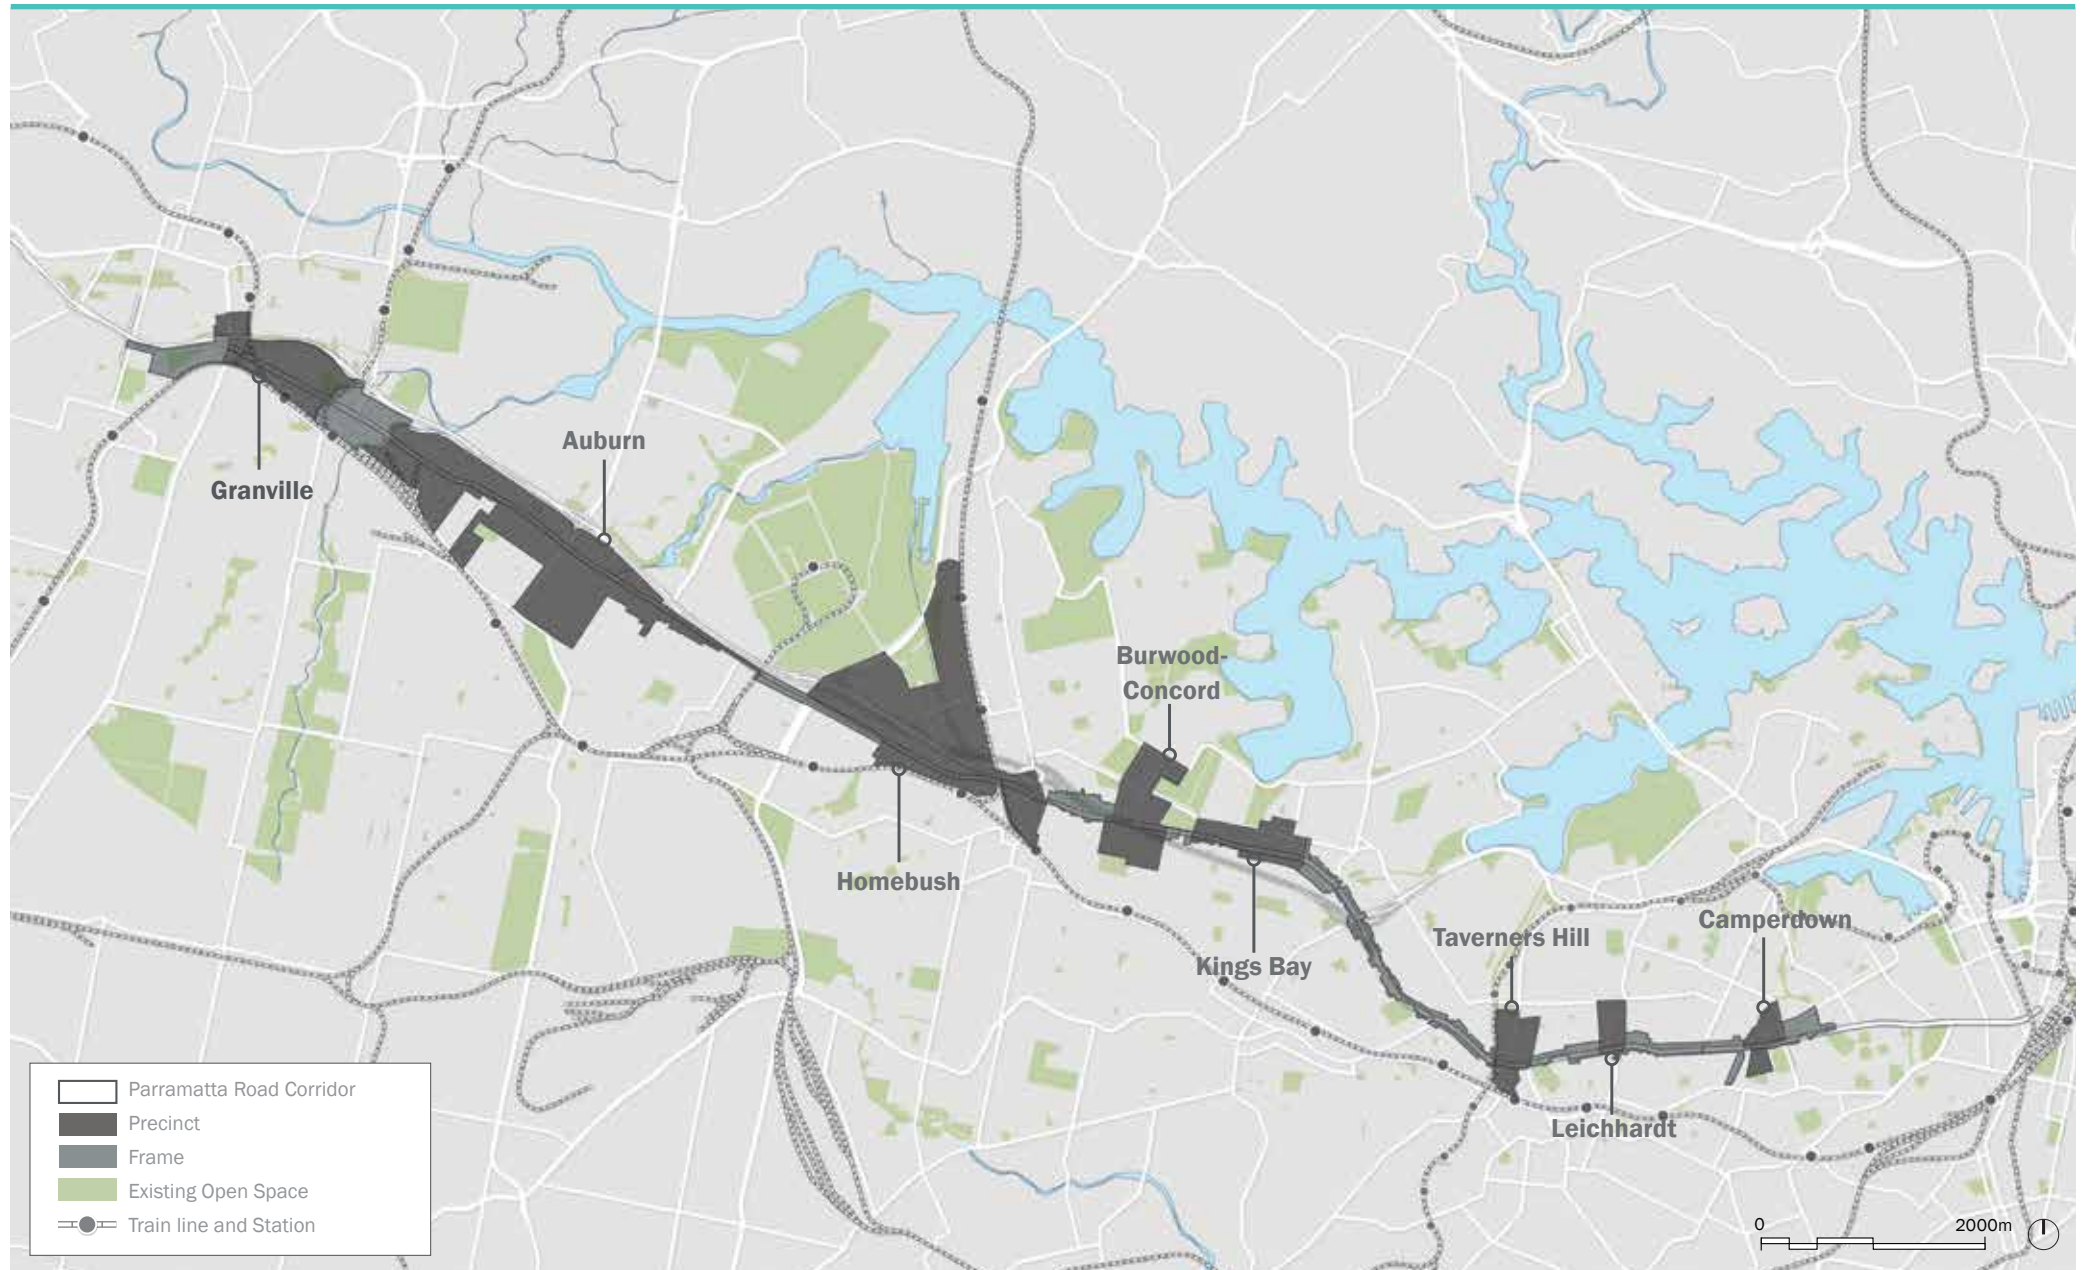 Auburn
Granville
Burwood-
Concord
Homebush
Kings Bay
Taverners Hill
Camperdown
Leichhardt
Parramatta Road Corridor
Precinct
Frame
Existing Open Space
Train line and Station
0 2000m